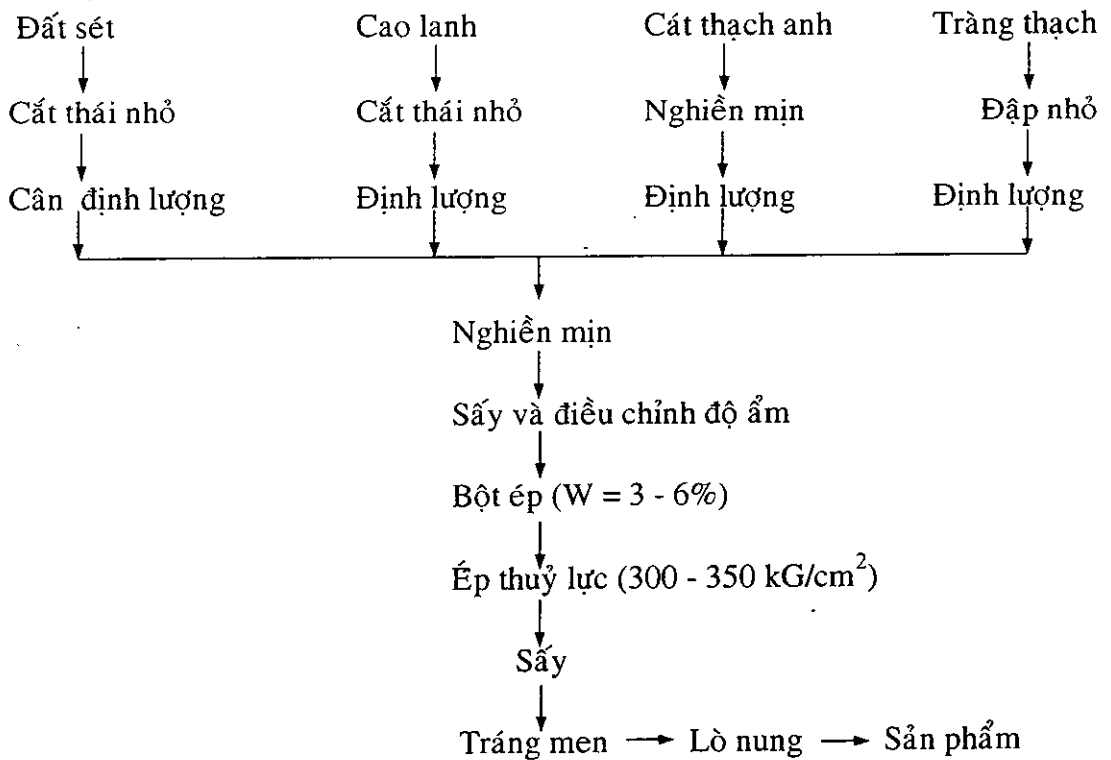 Đất sét Cao lanh Cát thạch anh Tràng thạch
Cắt thái nhỏ Cắt thái nhỏ Nghiền mịn Đập nhỏ
Cân định lượng Định lượng Định lượng Định lượng
Nghiền mịn
Sấy và điều chỉnh độ ẩm
Bột ép (W = 3 - 6%)
Ép thuỷ lực (300 - 350 kG/cm²)
Sấy
Tráng men Lò nung Sản phẩm